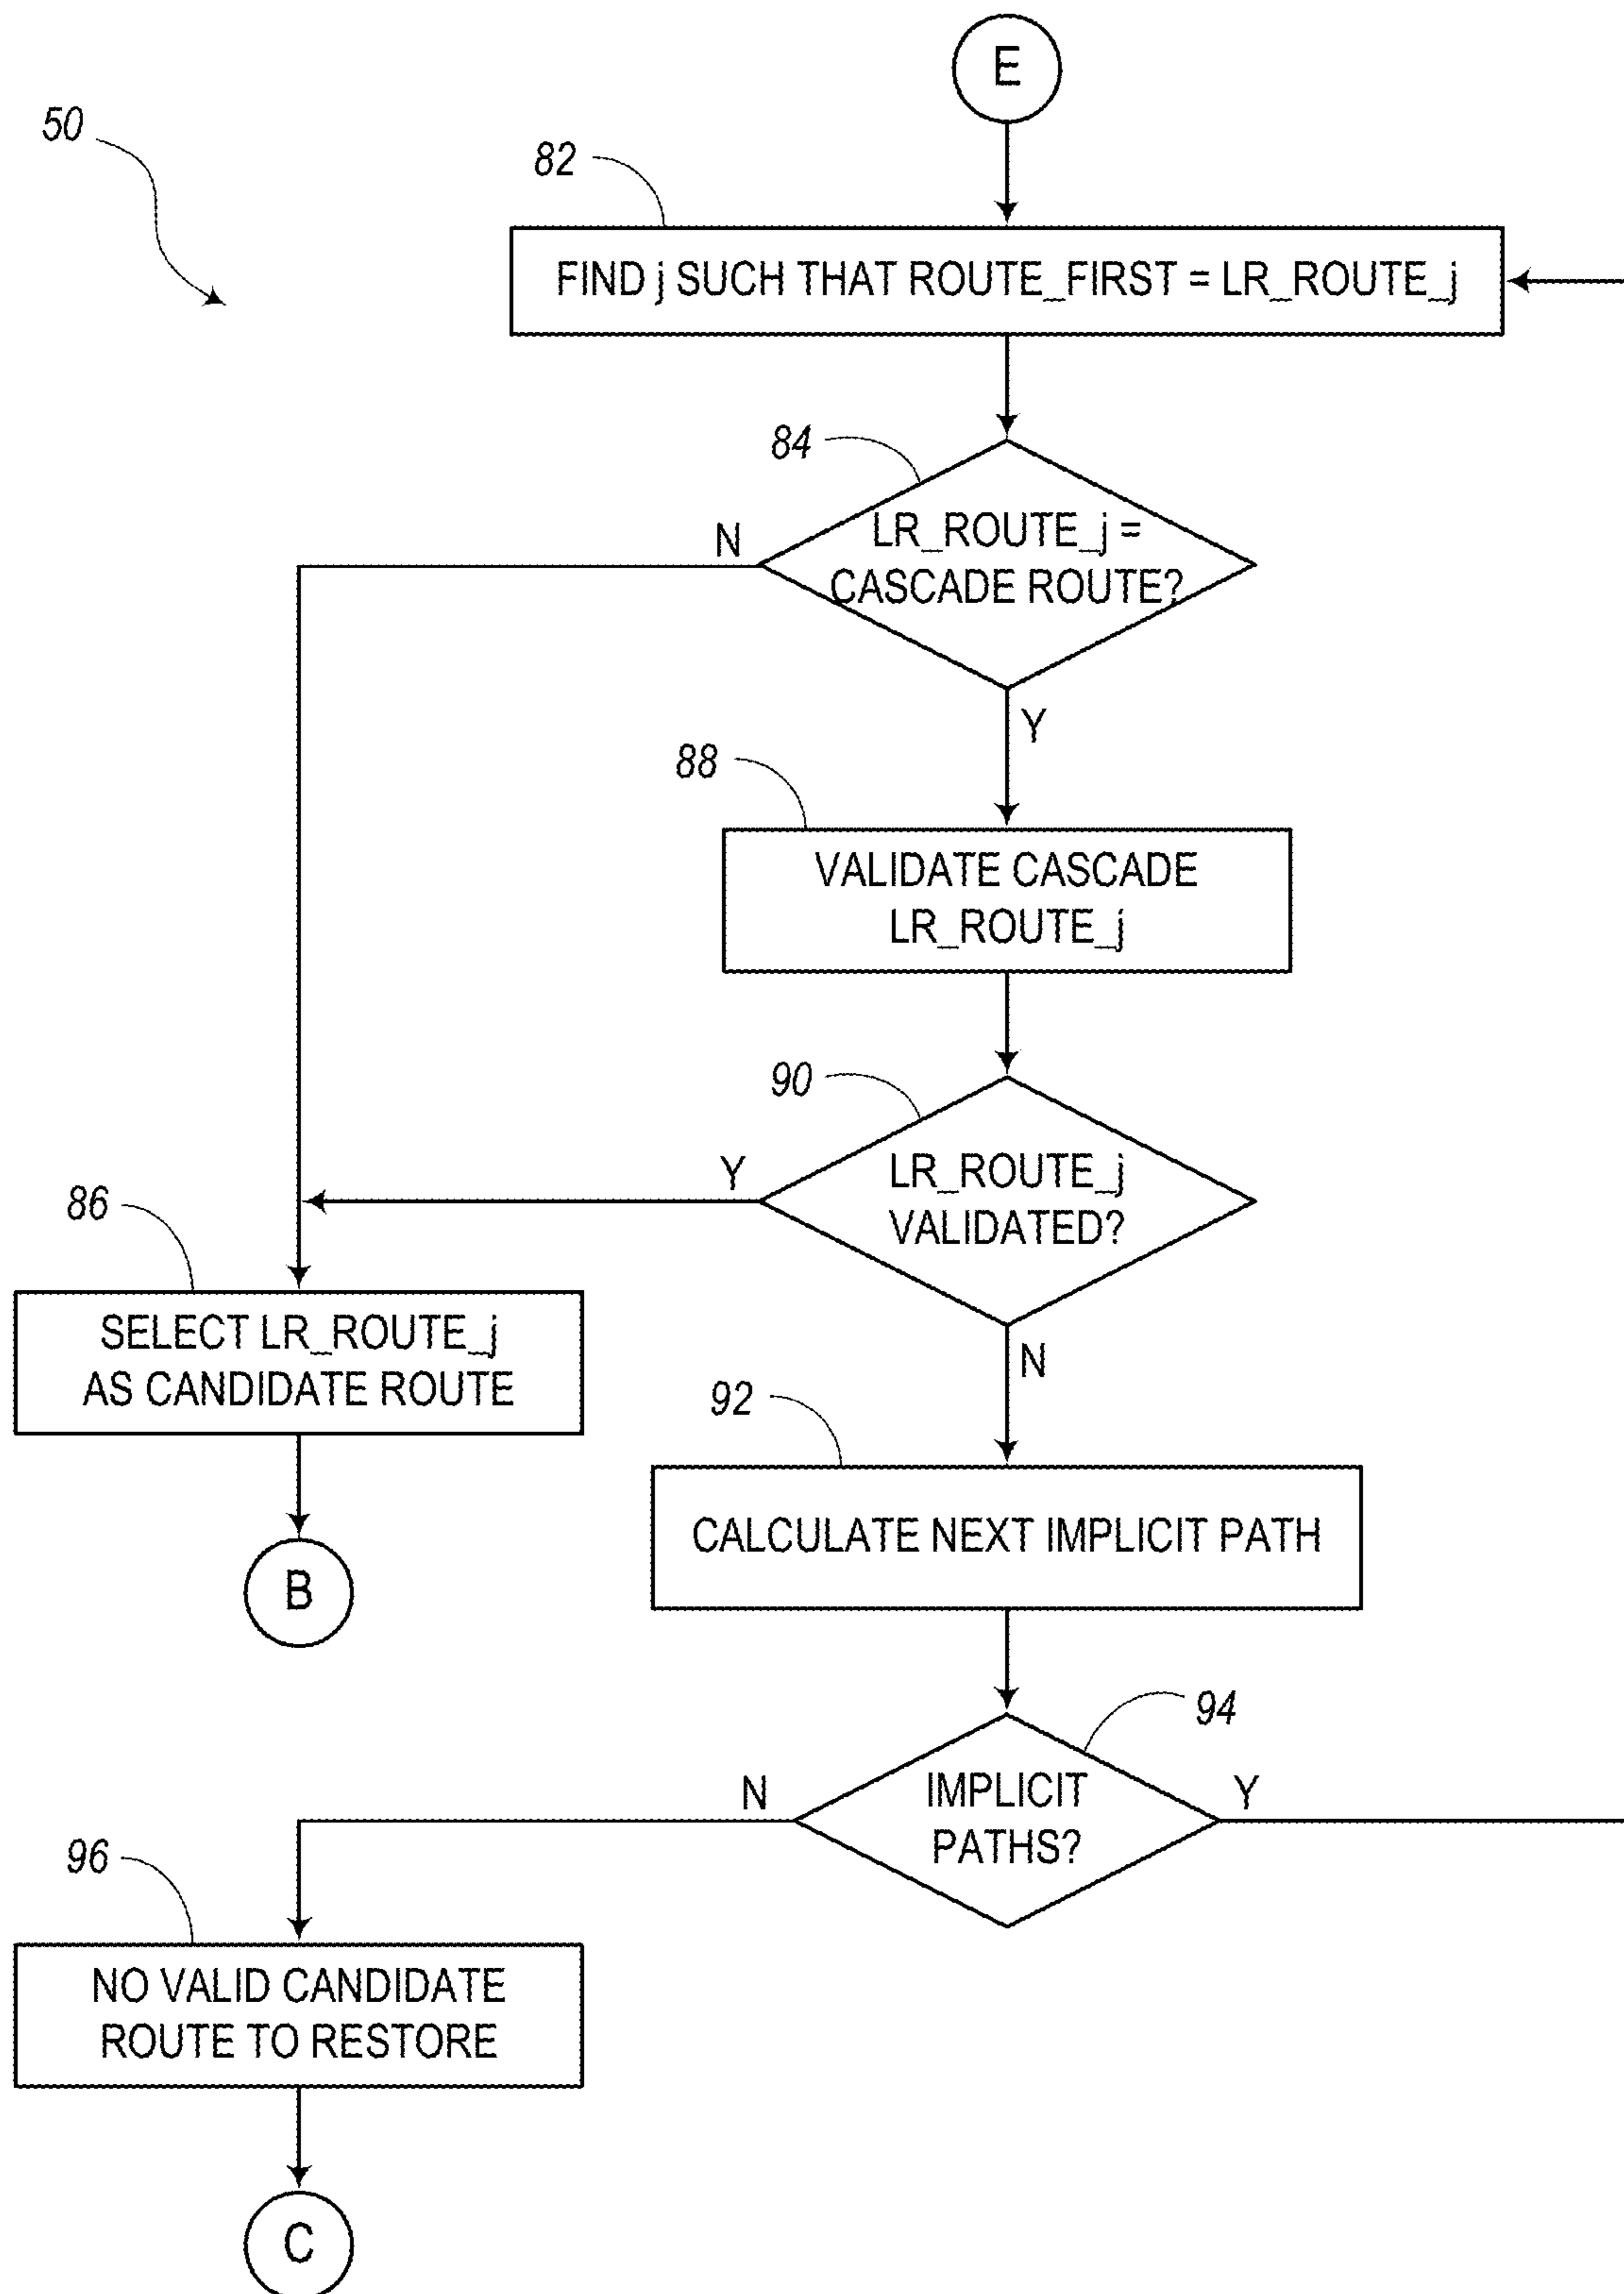 E
50
82
FIND j SUCH THAT ROUTE_FIRST = LR_ROUTE_j
84
N
LR_ROUTE_j =
CASCADE ROUTE?
Y
88
VALIDATE CASCADE
LR_ROUTE_j
90
Y
LR_ROUTE_j
VALIDATED?
86
SELECT LR_ROUTE_j
AS CANDIDATE ROUTE
N
92
B
CALCULATE NEXT IMPLICIT PATH
94
N
IMPLICIT
PATHS?
Y
96
NO VALID CANDIDATE
ROUTE TO RESTORE
C